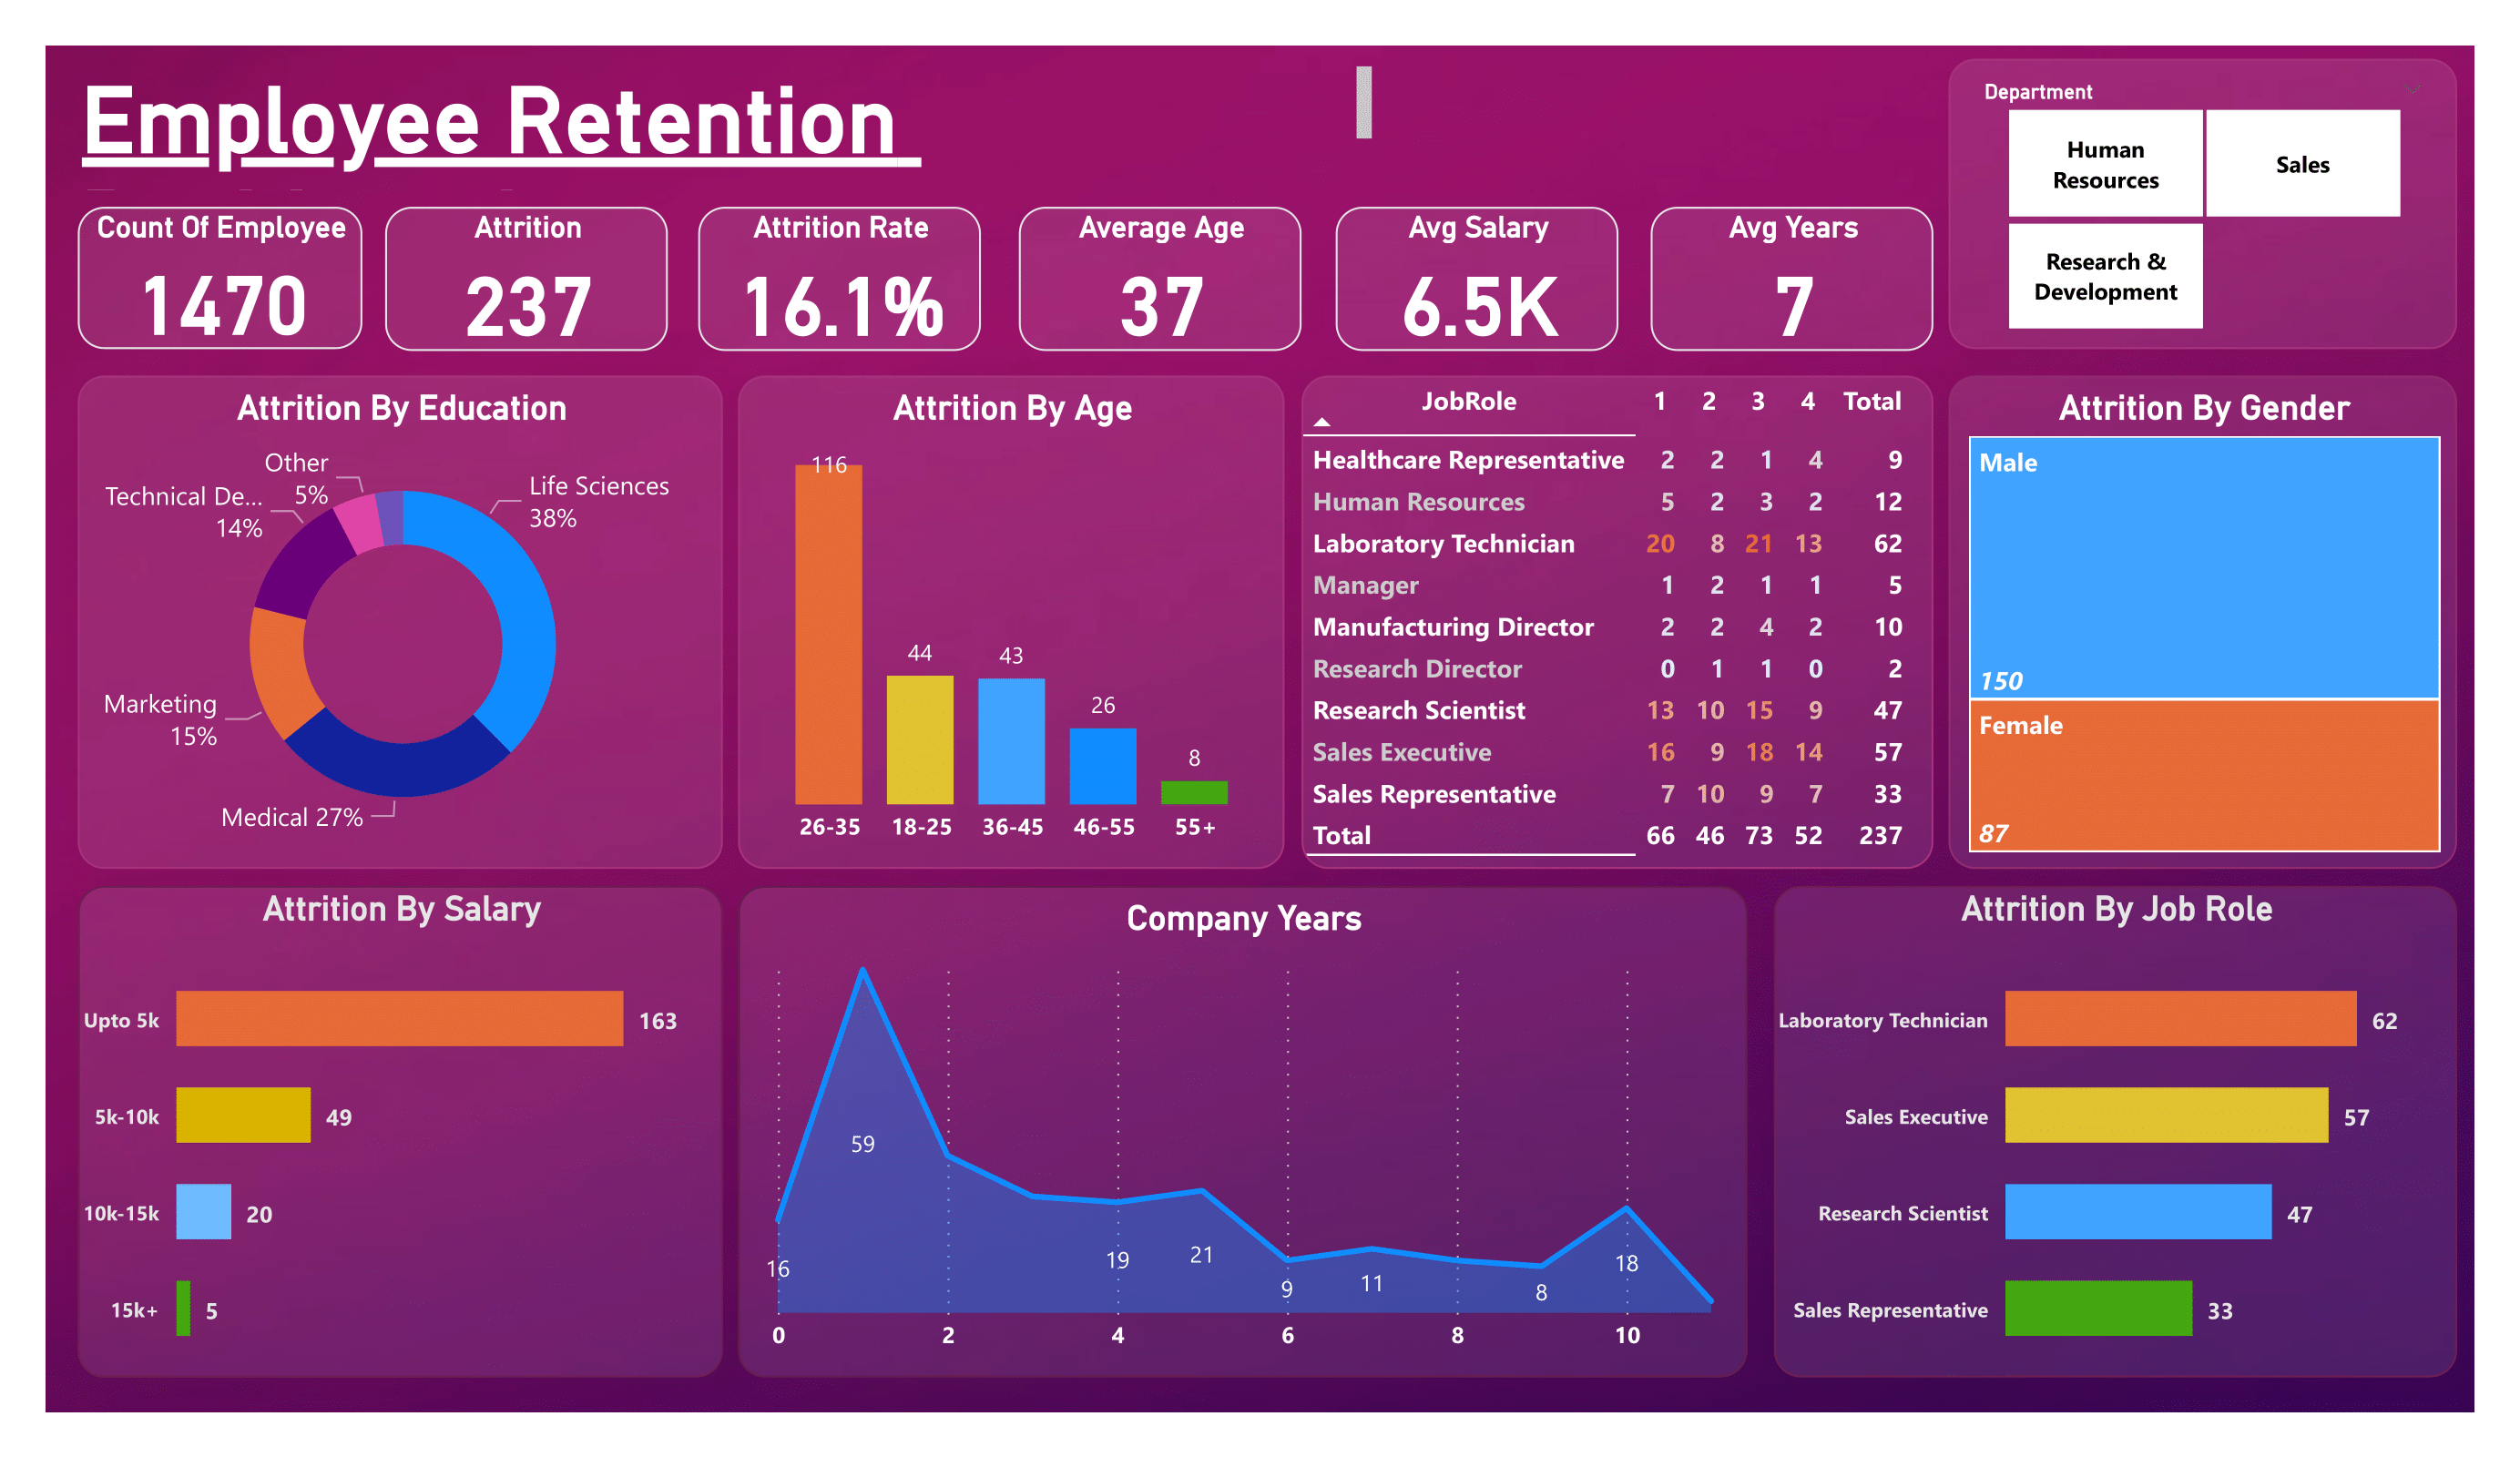 Employee Retention
Department
Human
Resources
Sales
Research &
Development
Count Of Employee
1470
Attrition
237
Attrition Rate
16.1%
Average Age
37
Avg Salary
6.5K
Avg Years
7
Attrition By Education
Other
5%
Technical De...
14%
Life Sciences
38%
Marketing
15%
Medical 27%
Attrition By Age
116
44
43
26
8
26-35 18-25 36-45 46-55 55+
JobRole 1 2 3 4 Total
Healthcare Representative 2 2 1 4 9
Human Resources 5 2 3 2 12
Laboratory Technician 20 8 21 13 62
Manager 1 2 1 1 5
Manufacturing Director 2 2 4 2 10
Research Director 0 1 1 0 2
Research Scientist 13 10 15 9 47
Sales Executive 16 9 18 14 57
Sales Representative 7 10 9 7 33
Total 66 46 73 52 237
Attrition By Gender
Male
150
Female
87
Attrition By Salary
Upto 5k 163
5k-10k 49
10k-15k 20
15k+ 5
Company Years
16 59 19 21 9 11 8 18
0 2 4 6 8 10
Attrition By Job Role
Laboratory Technician 62
Sales Executive 57
Research Scientist 47
Sales Representative 33